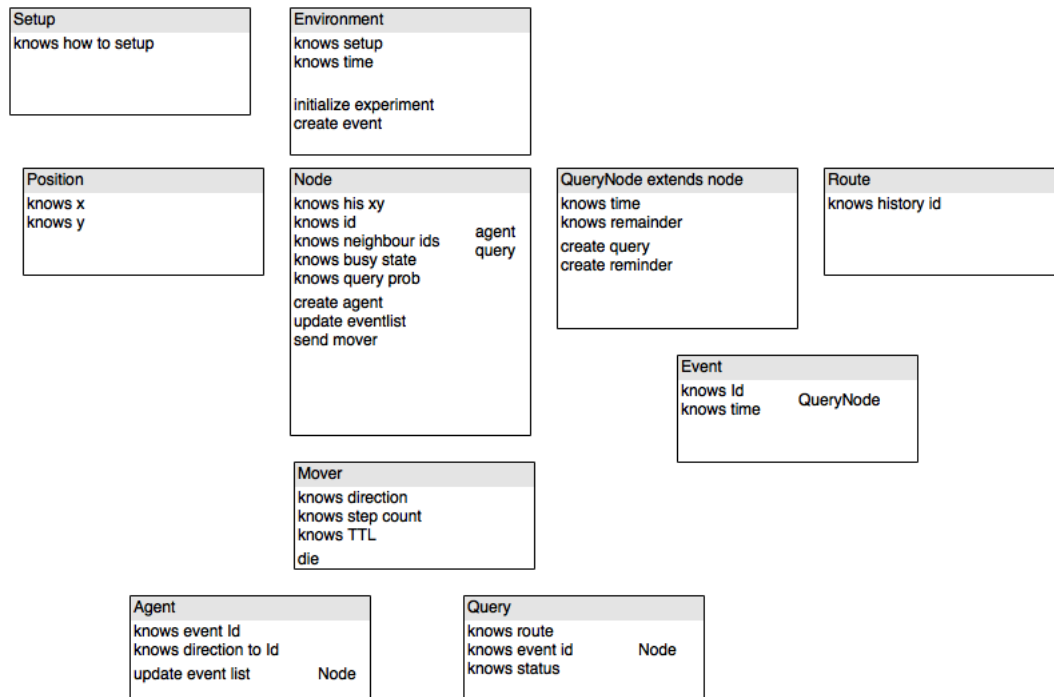 Setup
knows how to setup
Environment
knows setup
knows time
initialize experiment
create event
Position
knows x
knows y
Node
knows his xy
knows id
knows neighbour ids
knows busy state
knows query prob
agent
query
create agent
update eventlist
send mover
QueryNode extends node
knows time
knows remainder
create query
create reminder
Route
knows history id
Event
knows Id
knows time
QueryNode
Mover
knows direction
knows step count
knows TTL
die
Agent
knows event Id
knows direction to Id
update event list
Node
Query
knows route
knows event id
knows status
Node